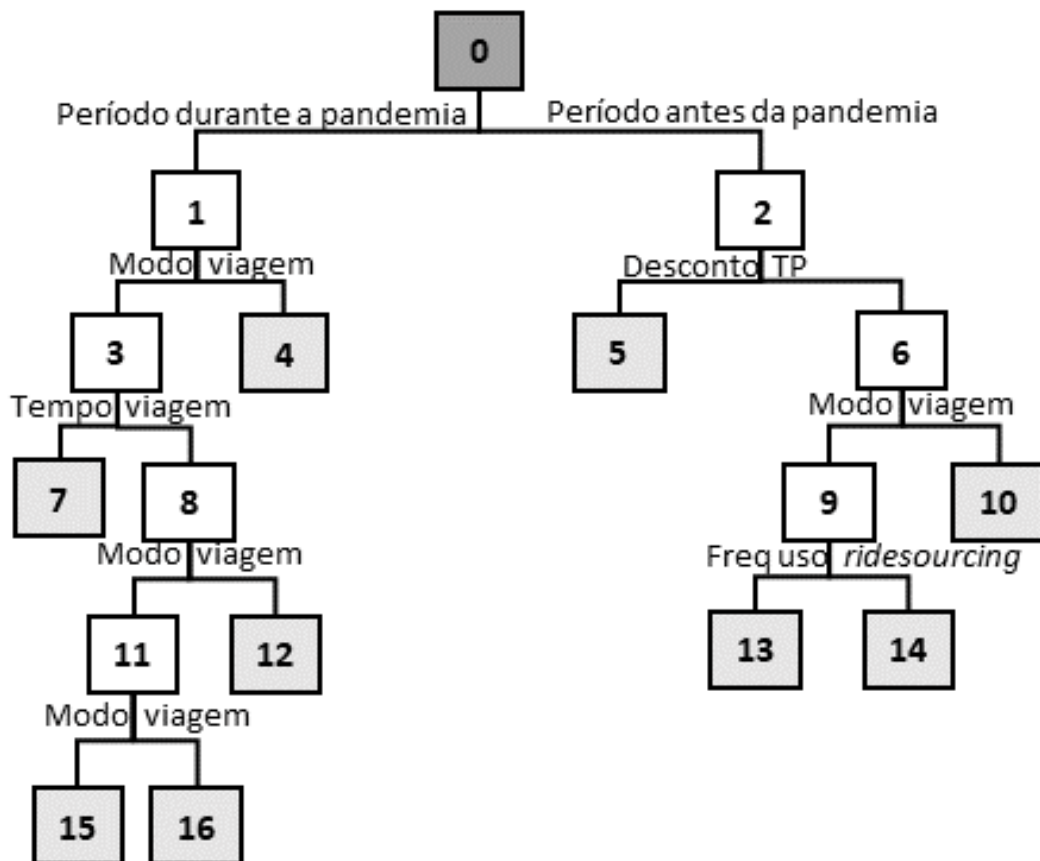 0
Período durante a pandemia
Período antes da pandemia
1
2
Modo viagem
Desconto TP
3
4
5
6
Tempo viagem
Modo viagem
7
8
9
10
Modo viagem
Freq uso ridesourcing
11
12
13
14
Modo viagem
15
16